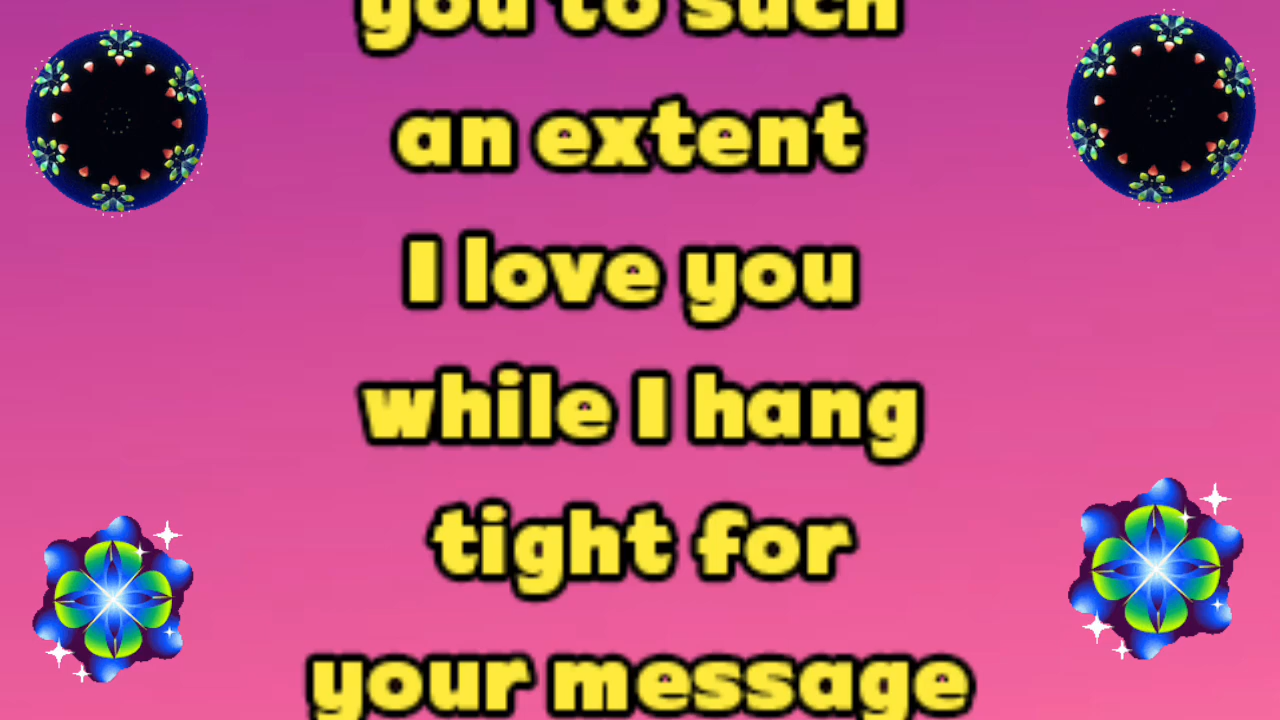 you to such
an extent
I love you
while I hang
tight for
your message